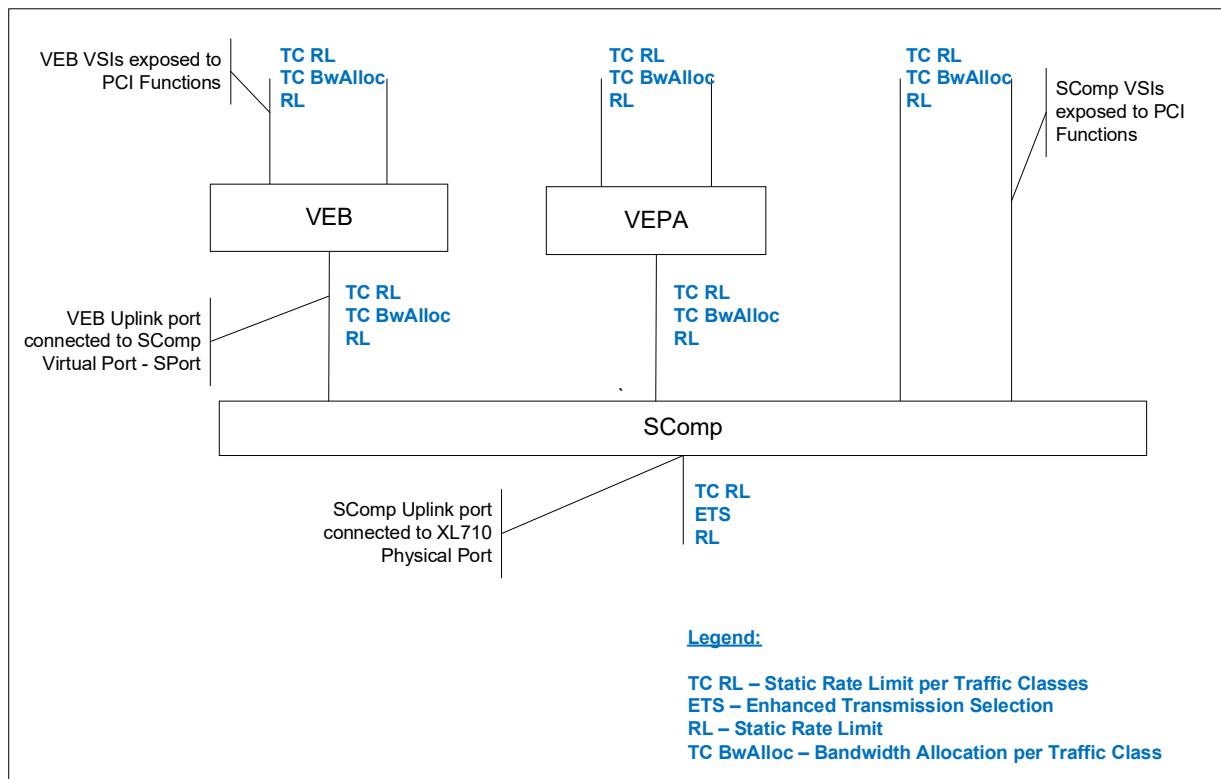 VEB VSIs exposed to
PCI Functions
TC RL
TC BwAlloc
RL
TC RL
TC BwAlloc
RL
TC RL
TC BwAlloc
RL
SComp VSIs
exposed to PCI
Functions
VEB
VEPA
VEB Uplink port
connected to SComp
Virtual Port - SPort
TC RL
TC BwAlloc
RL
TC RL
TC BwAlloc
RL
`
SComp
SComp Uplink port
connected to XL710
Physical Port
TC RL
ETS
RL
Legend:
TC RL – Static Rate Limit per Traffic Classes
ETS – Enhanced Transmission Selection
RL – Static Rate Limit
TC BwAlloc – Bandwidth Allocation per Traffic Class